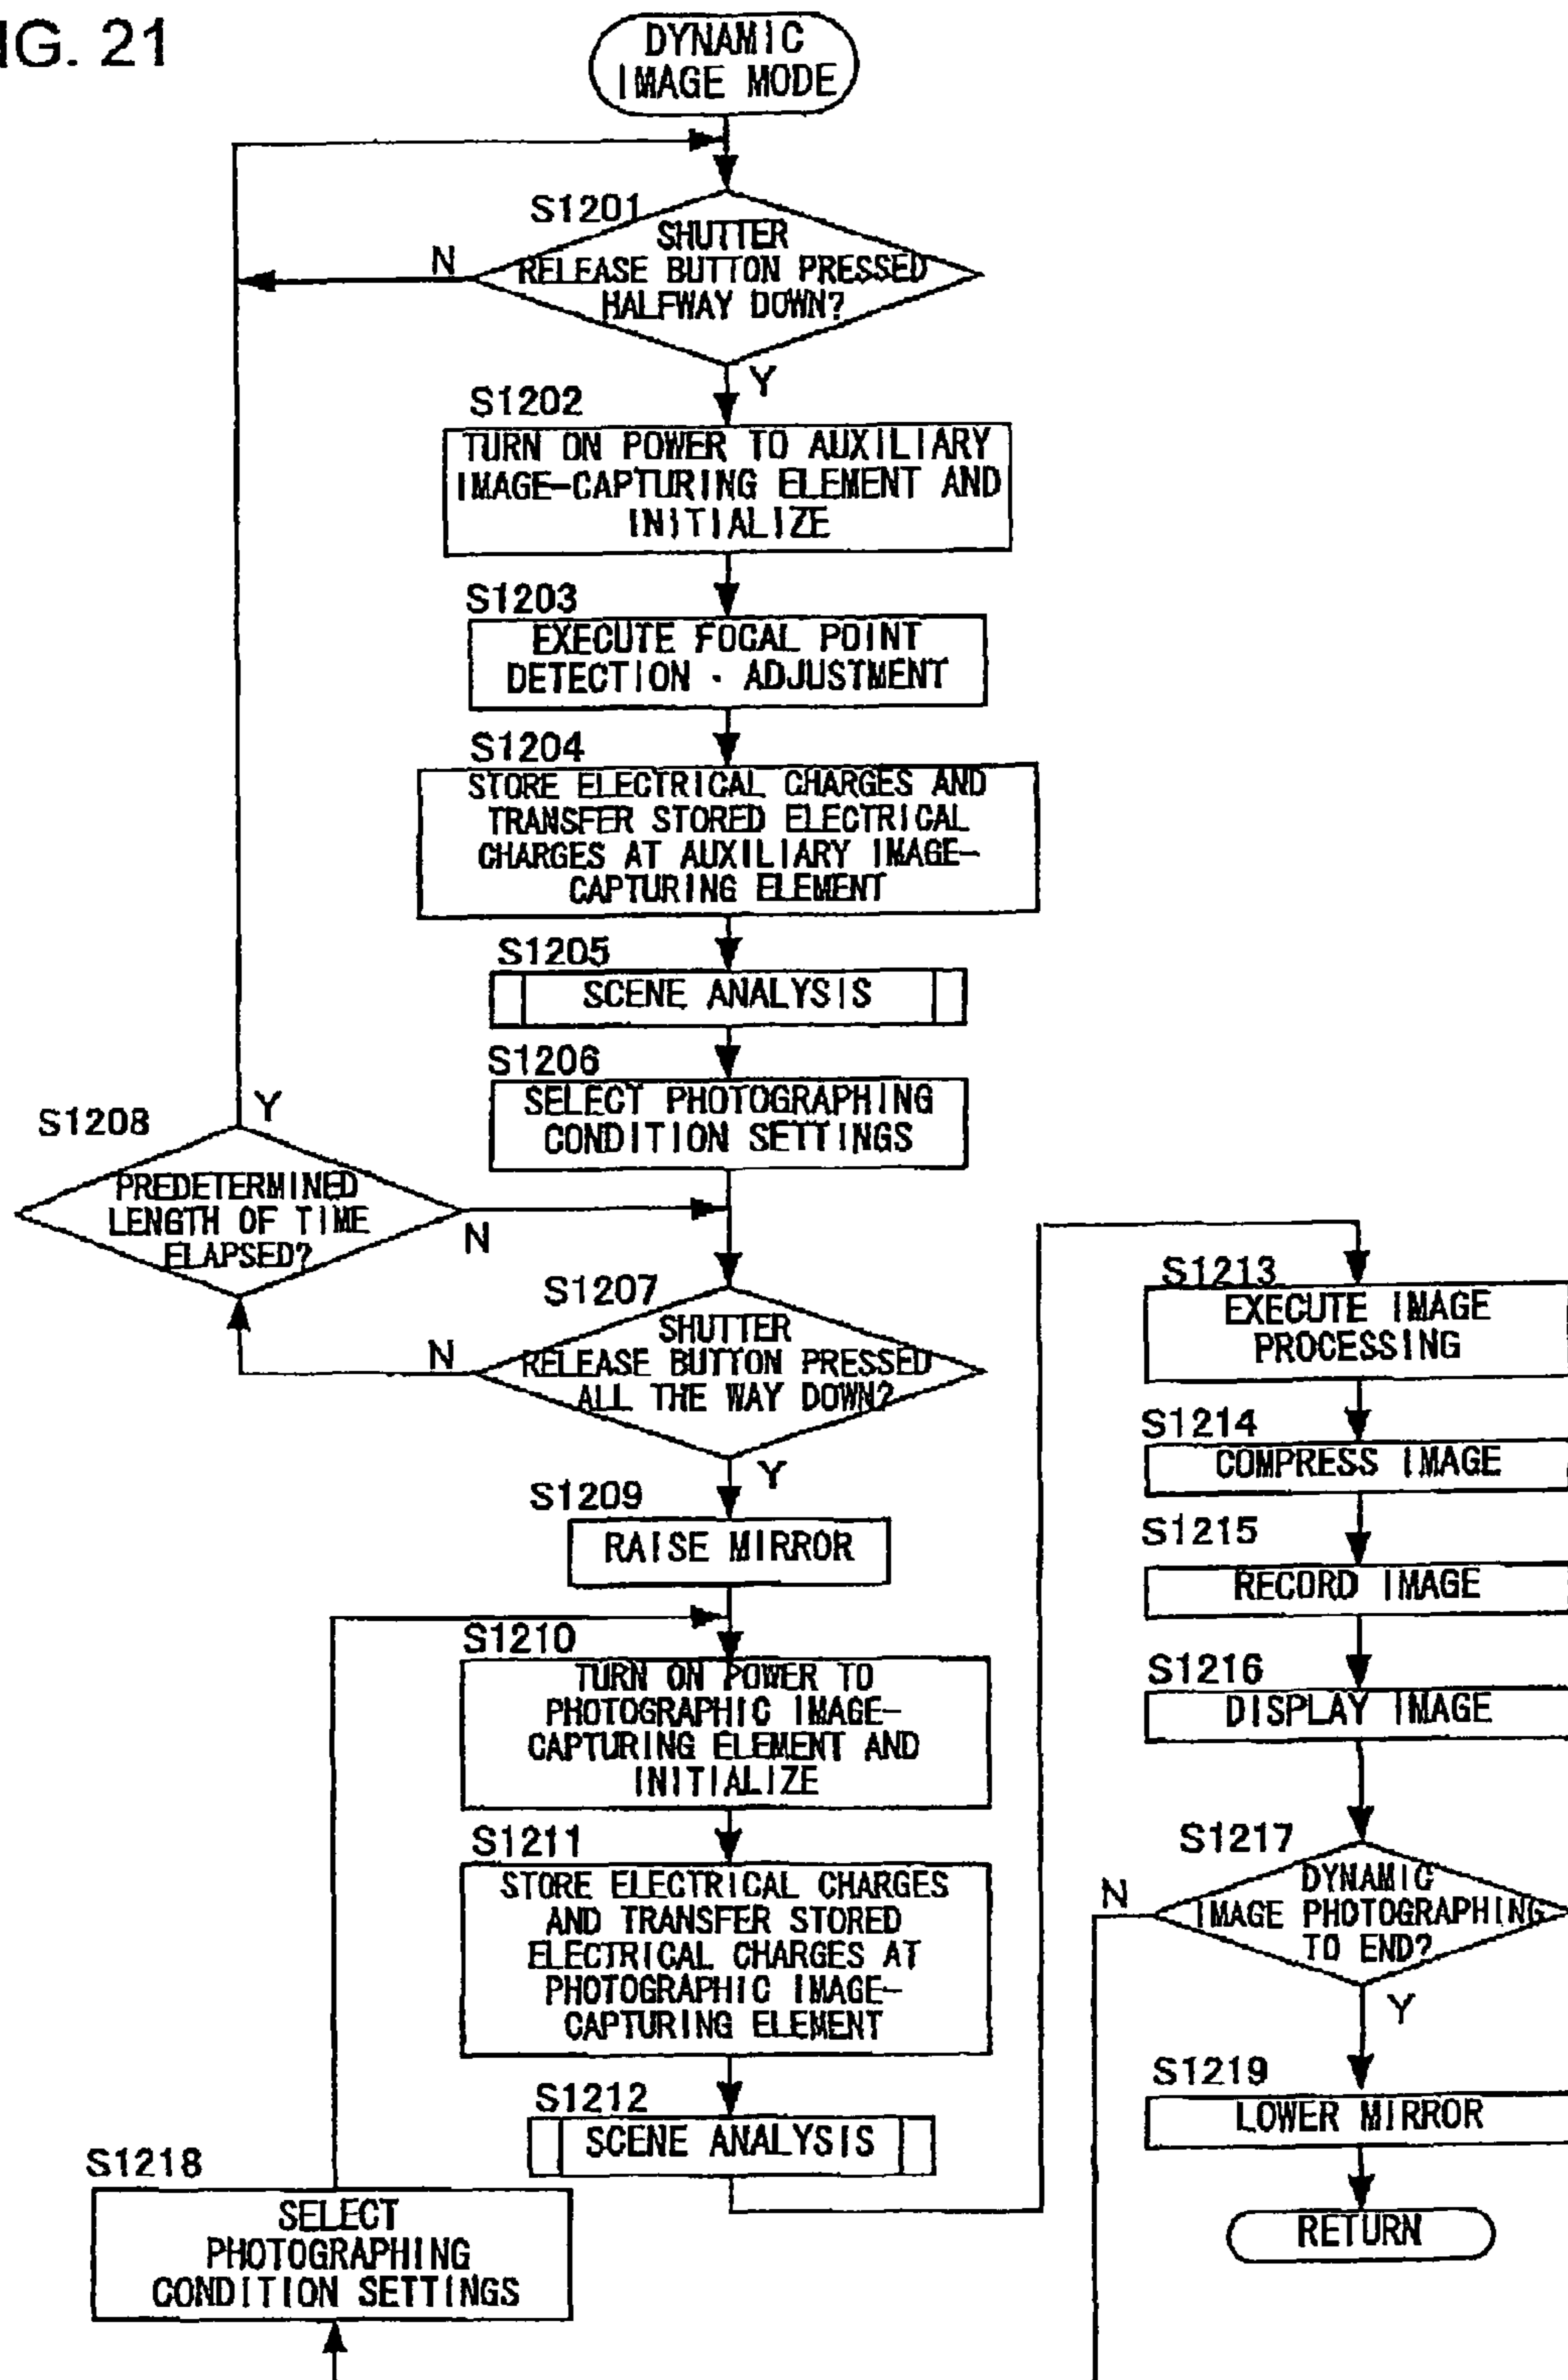 IG. 21
DYNAMIC
IMAGE MODE
S1201
SHUTTER
RELEASE BUTTON PRESSED
HALFWAY DOWN?
N
Y
S1202
TURN ON POWER TO AUXILIARY
IMAGE-CAPTURING ELEMENT AND
INITIALIZE
S1203
EXECUTE FOCAL POINT
DETECTION · ADJUSTMENT
S1204
STORE ELECTRICAL CHARGES AND
TRANSFER STORED ELECTRICAL
CHARGES AT AUXILIARY IMAGE-
CAPTURING ELEMENT
S1205
SCENE ANALYSIS
S1206
SELECT PHOTOGRAPHING
CONDITION SETTINGS
S1208
Y
PREDETERMINED
LENGTH OF TIME
ELAPSED?
N
S1207
SHUTTER
RELEASE BUTTON PRESSED
ALL THE WAY DOWN?
N
Y
S1209
RAISE MIRROR
S1210
TURN ON POWER TO
PHOTOGRAPHIC IMAGE-
CAPTURING ELEMENT AND
INITIALIZE
S1211
STORE ELECTRICAL CHARGES
AND TRANSFER STORED
ELECTRICAL CHARGES AT
PHOTOGRAPHIC IMAGE-
CAPTURING ELEMENT
S1212
SCENE ANALYSIS
S1213
EXECUTE IMAGE
PROCESSING
S1214
COMPRESS IMAGE
S1215
RECORD IMAGE
S1216
DISPLAY IMAGE
S1217
DYNAMIC
IMAGE PHOTOGRAPHING
TO END?
N
Y
S1219
LOWER MIRROR
RETURN
S1218
SELECT
PHOTOGRAPHING
CONDITION SETTINGS